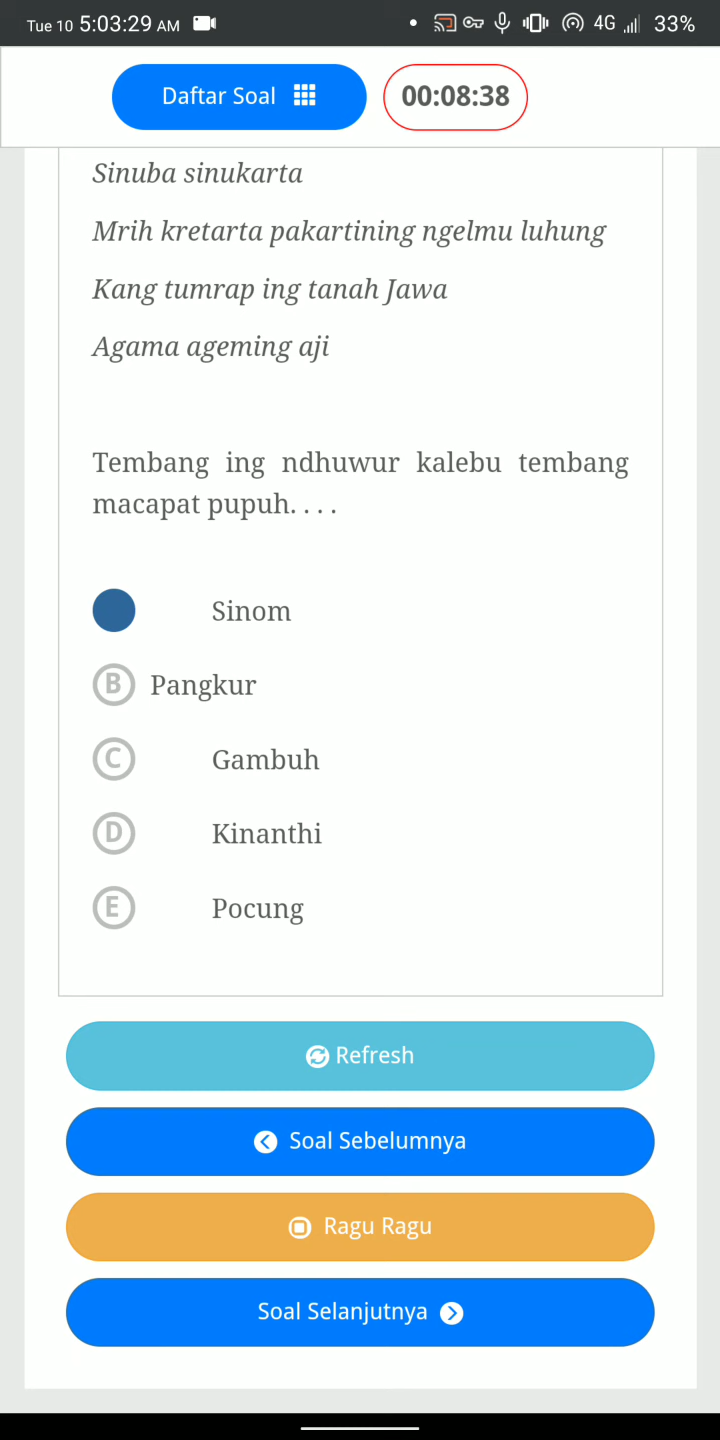 Tue 10 5:03:29 AM
4G
33%
Daftar Soal
00:08:38
Sinuba sinukarta
Mrih kretarta pakartining ngelmu luhung
Kang tumrap ing tanah Jawa
Agama ageming aji
Tembang ing ndhuwur kalebu tembang
macapat pupuh. . . .
Sinom
B Pangkur
C Gambuh
D Kinanthi
E Pocung
Refresh
Soal Sebelumnya
Ragu Ragu
Soal Selanjutnya